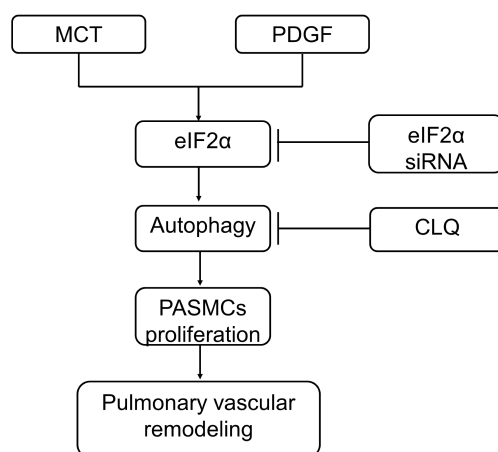 MCT
PDGF
eIF2α
eIF2α
siRNA
Autophagy
CLQ
PASMCs
proliferation
Pulmonary vascular
remodeling